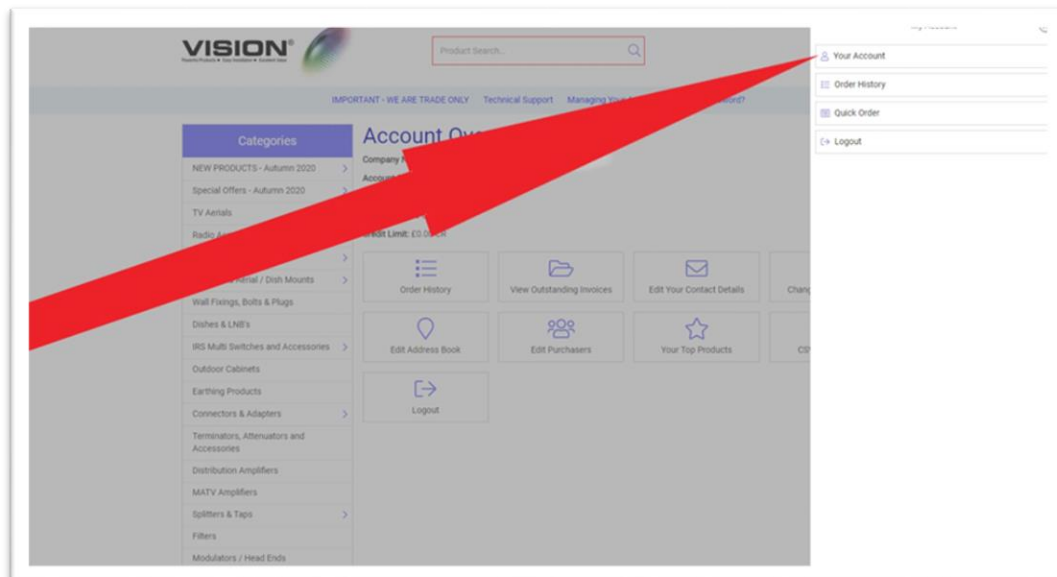 VISION
Product Search...
Your Account
Order History
Quick Order
Logout
IMPORTANT - WE ARE TRADE ONLY Technical Support Managing
Categories
NEW PRODUCTS - Autumn 2020
Special Offers - Autumn 2020
TV Aerials
Radio
Aerial / Dish Mounts
Wall Fixings, Bolts & Plugs
Dishes & LNB's
IRS Multi Switches and Accessories
Outdoor Cabinets
Earthing Products
Connectors & Adapters
Terminators, Attenuators and
Accessories
Distribution Amplifiers
MATV Amplifiers
Splitters & Taps
Filters
Modulators / Head Ends
Account
Company
Credit Limit:
Order History
View Outstanding Invoices
Edit Your Contact Details
Edit Address Book
Edit Purchasers
Your Top Products
Logout